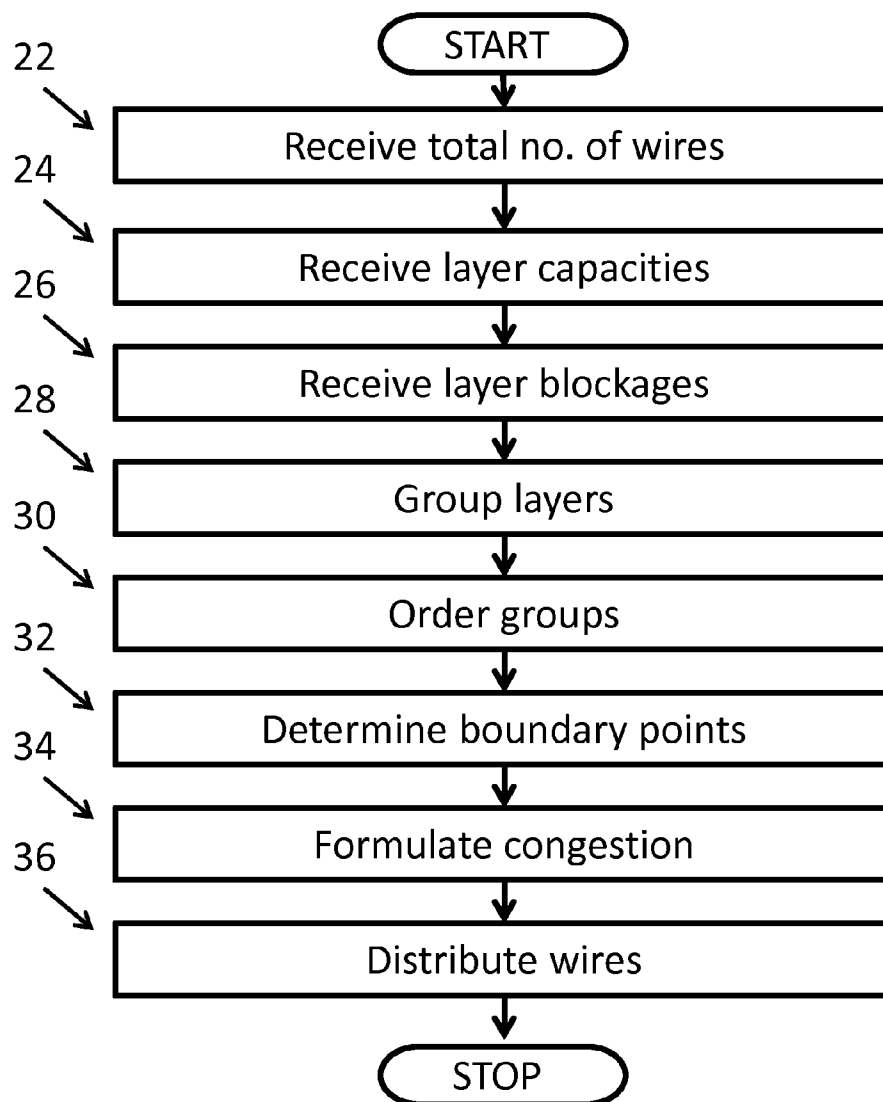 START
22
Receive total no. of wires
24
Receive layer capacities
26
Receive layer blockages
28
Group layers
30
Order groups
32
Determine boundary points
34
Formulate congestion
36
Distribute wires
STOP